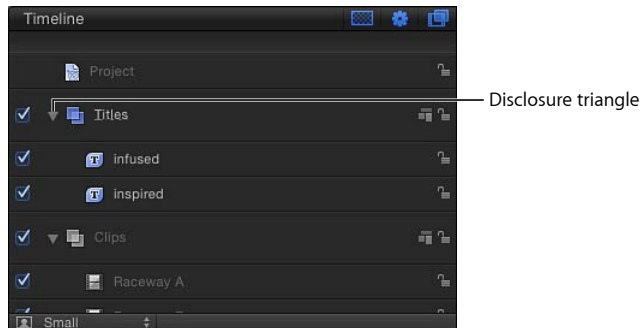 Timeline
Project
Titles
Disclosure triangle
infused
inspired
Clips
Raceway A
Small